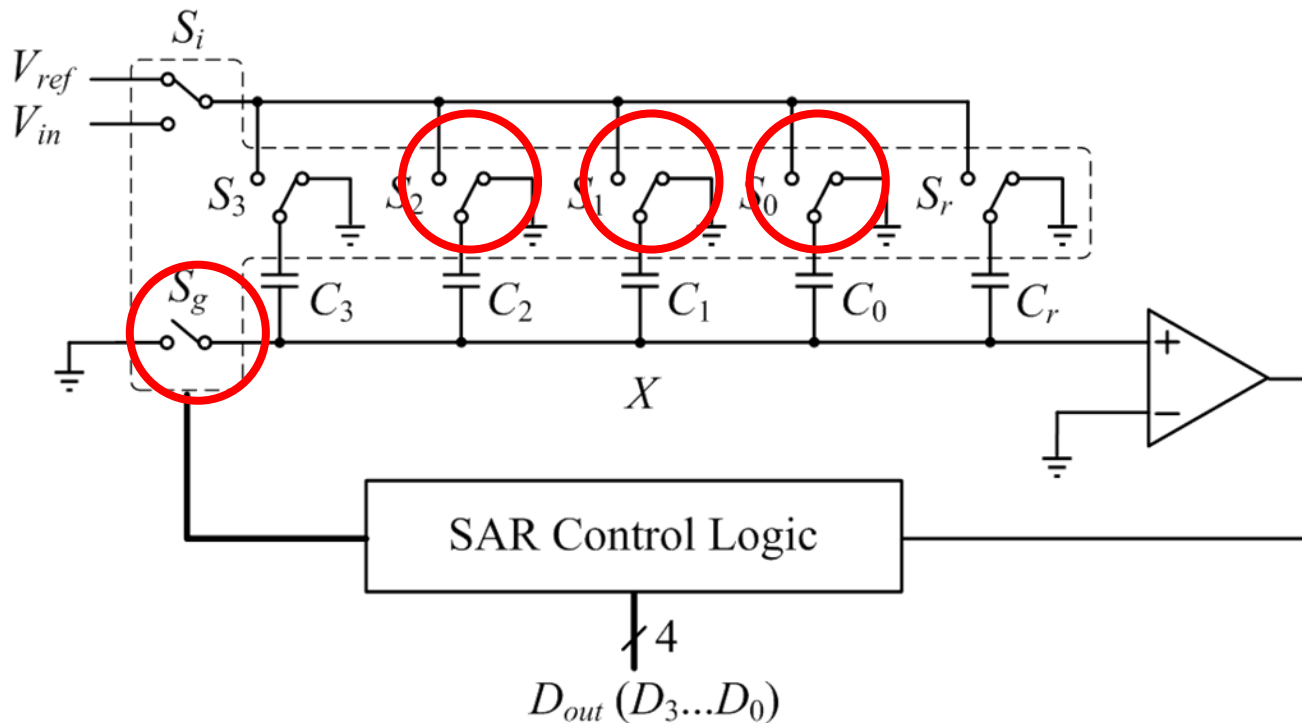 S_i
V_ref
V_in
S_3
S_2
S_1
S_0
S_r
S_g
C_3
C_2
C_1
C_0
C_r
+
X
−
SAR Control Logic
4
D_out (D_3...D_0)